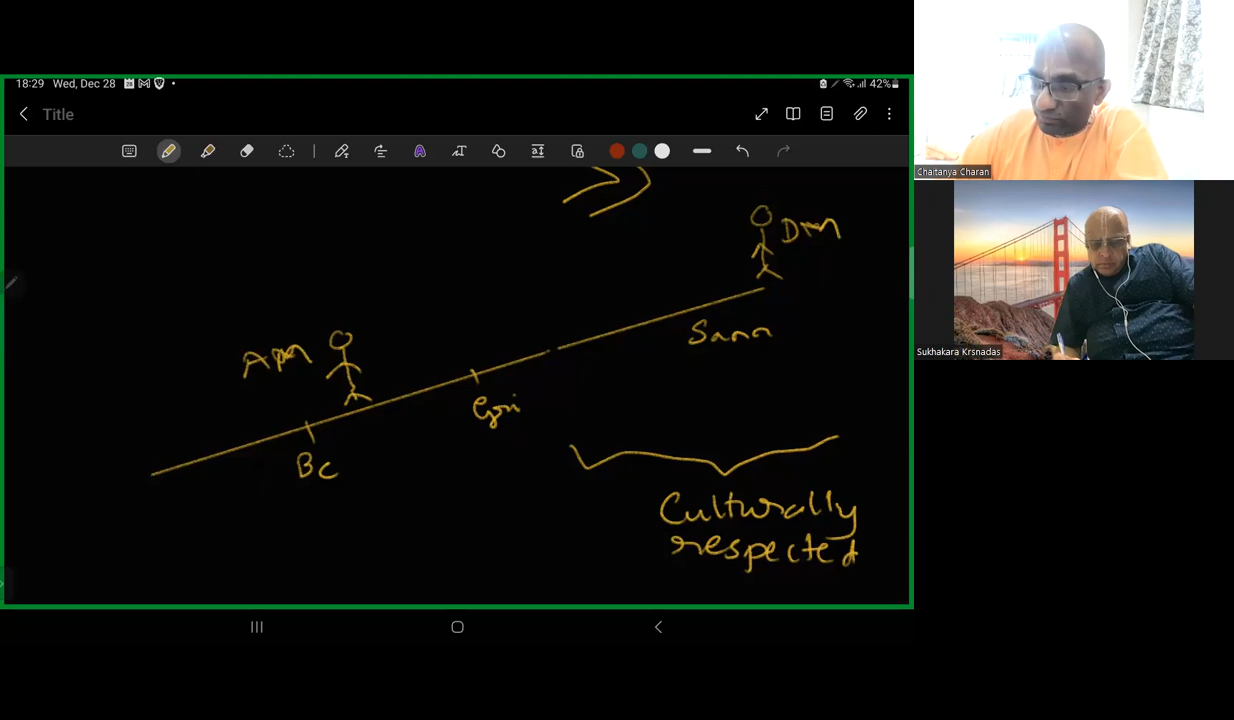 18:29 Wed, Dec 28 42%
Title
Dm
Sann
Apm
Bc
Culturally
respected
Chaitanya Charan
Sukhakara Krsnadas